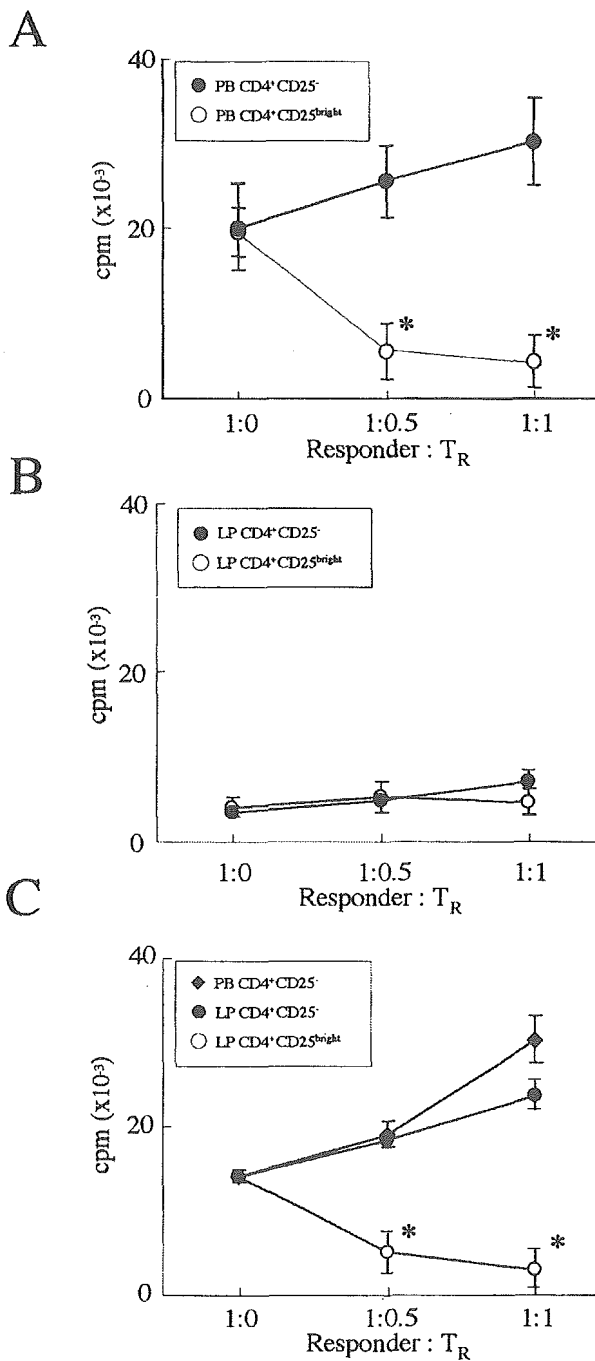 A
40
● PB CD4⁺CD25⁻
○ PB CD4⁺CD25ᵇʳⁱᵍʰᵗ
cpm (x10⁻³)
20
*
*
0
1:0 1:0.5 1:1
Responder : T_R
B
40
● LP CD4⁺CD25⁻
○ LP CD4⁺CD25ᵇʳⁱᵍʰᵗ
cpm (x10⁻³)
20
0
1:0 1:0.5 1:1
Responder : T_R
C
40
◆ PB CD4⁺CD25⁻
● LP CD4⁺CD25⁻
○ LP CD4⁺CD25ᵇʳⁱᵍʰᵗ
cpm (x10⁻³)
20
*
*
0
1:0 1:0.5 1:1
Responder : T_R